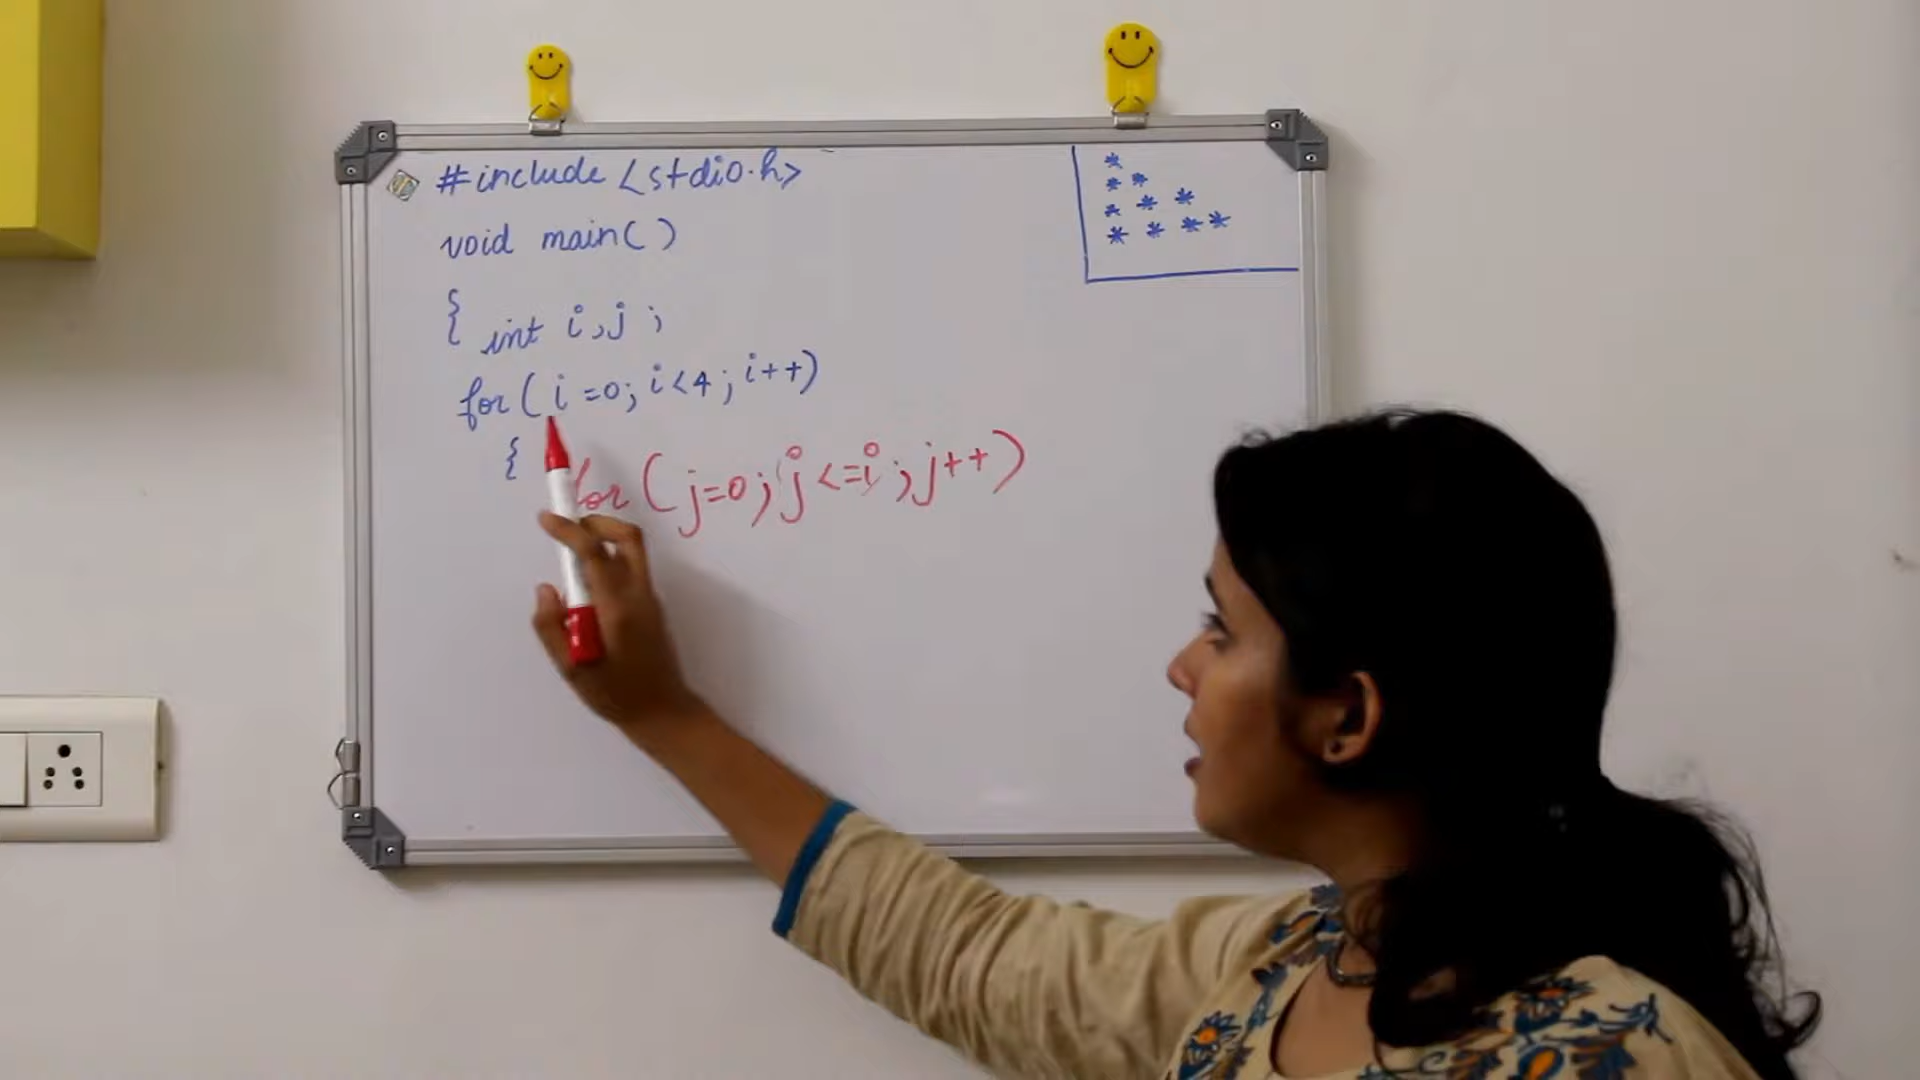 #include <stdio.h>
void main()
{ int i,j;
for(i=0; i<4; i++)
{ for(j=0; j<=i; j++)
*
* *
* * *
* * * *